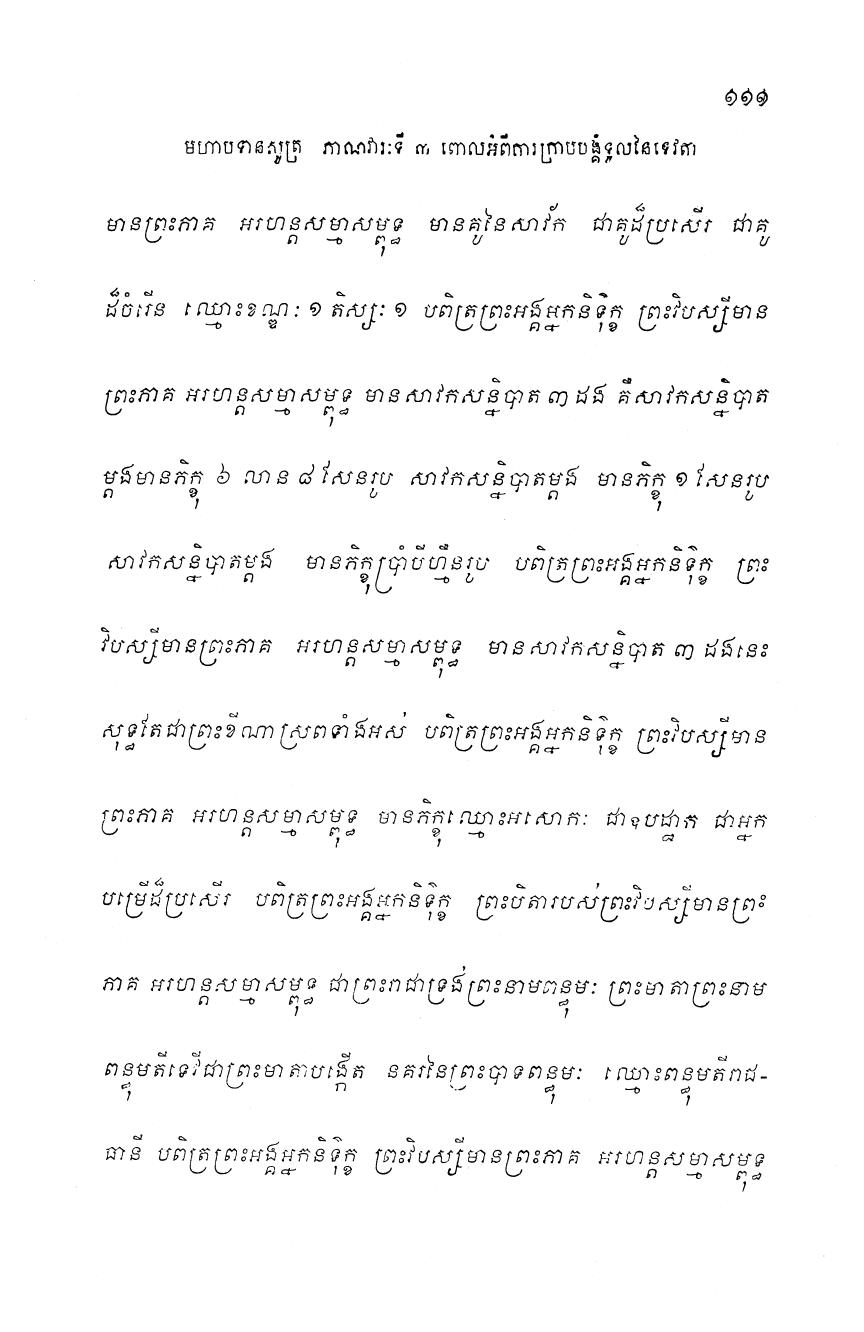 ១១១
មហាបទានសូត្រ ភាណវារៈទី ៣ ពោលអំពីការក្រាបបង្គំទូលនៃទេវតា
មានព្រះភាគ អរហន្តសម្មាសម្ពុទ្ធ មានគូនៃសាវ័ក ជាគូដ៏ប្រសើរ ជាគូ
ដ៏ចំរើន ឈ្មោះខណ្ឌៈ ១ តិស្សៈ ១ បពិត្រព្រះអង្គអ្នកនិទ៌ុក្ខ ព្រះវិបស្សីមាន
ព្រះភាគ អរហន្តសម្មាសម្ពុទ្ធ មានសាវកសន្និបាត ៣ ដង គឺសាវកសន្និបាត
ម្តងមានភិក្ខុ ៦ លាន ៨ សែនរូប សាវកសន្និបាតម្តង មានភិក្ខុ ១ សែនរូប
សាវកសន្និបាតម្តង មានភិក្ខុប្រាំបីហ្មឺនរូប បពិត្រព្រះអង្គអ្នកនិទ៌ុក្ខ ព្រះ
វិបស្សីមានព្រះភាគ អរហន្តសម្មាសម្ពុទ្ធ មានសាវកសន្និបាត ៣ ដងនេះ
សុទ្ធតែជាព្រះខីណាស្រពទាំងអស់ បពិត្រព្រះអង្គអ្នកនិទ៌ុក្ខ ព្រះវិបស្សីមាន
ព្រះភាគ អរហន្តសម្មាសម្ពុទ្ធ មានភិក្ខុឈ្មោះអសោកៈ ជាឧបដ្ឋាក ជាអ្នក
បម្រើដ៏ប្រសើរ បពិត្រព្រះអង្គអ្នកនិទ៌ុក្ខ ព្រះបិតារបស់ព្រះវិបស្សីមានព្រះ
ភាគ អរហន្តសម្មាសម្ពុទ្ធ ជាព្រះរាជាទ្រង់ព្រះនាមពន្ធុមៈ ព្រះមាតាព្រះនាម
ពន្ធុមតីទេវីជាព្រះមាតាបង្កើត នគរនៃព្រះបាទពន្ធុមៈ ឈ្មោះពន្ធុមតីរាជ-
ធានី បពិត្រព្រះអង្គអ្នកនិទ៌ុក្ខ ព្រះវិបស្សីមានព្រះភាគ អរហន្តសម្មាសម្ពុទ្ធ